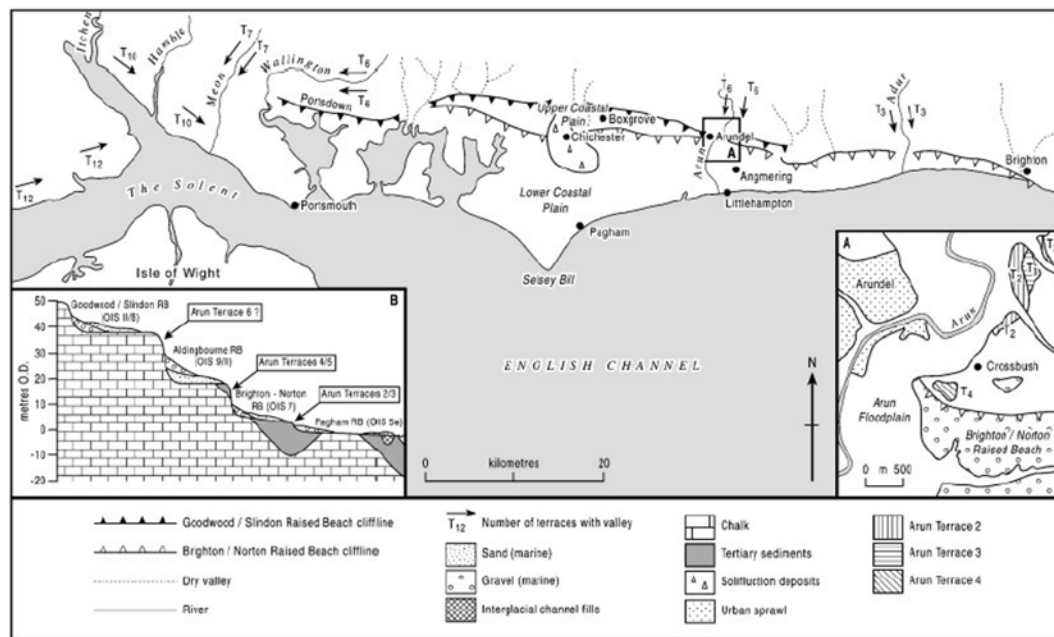 Itchen
T10
Hamble
T7
T7
Meon
T10
Wallington
T6
T6
Portsdown
T12
T12
The Solent
Portsmouth
Isle of Wight
Upper Coastal
Plain
Boxgrove
Chichester
Lower Coastal
Plain
Pagham
Selsey Bill
T6
T6
Arundel
A
Arun
Angmering
Littlehampton
Adur
T3
T3
Brighton
ENGLISH CHANNEL
N
0 kilometres 20
B
50
40
30
20
10
0
-10
-20
metres O.D.
Goodwood / Slindon RB
Arun Terrace 6 ?
Aldingbourne RB
(OIS 9/11)
Arun Terraces 4/5
Brighton - Norton
RB (OIS 7)
Arun Terraces 2/3
Pagham RB (OIS 5e)
A
Arundel
Arun
T2
T3
2
Crossbush
T4
Arun
Floodplain
Brighton / Norton
Raised Beach
0 m 500
Goodwood / Slindon Raised Beach cliffline
Brighton / Norton Raised Beach cliffline
Dry valley
River
T12 Number of terraces with valley
Sand (marine)
Gravel (marine)
Interglacial channel fills
Chalk
Tertiary sediments
Solifluction deposits
Urban sprawl
Arun Terrace 2
Arun Terrace 3
Arun Terrace 4